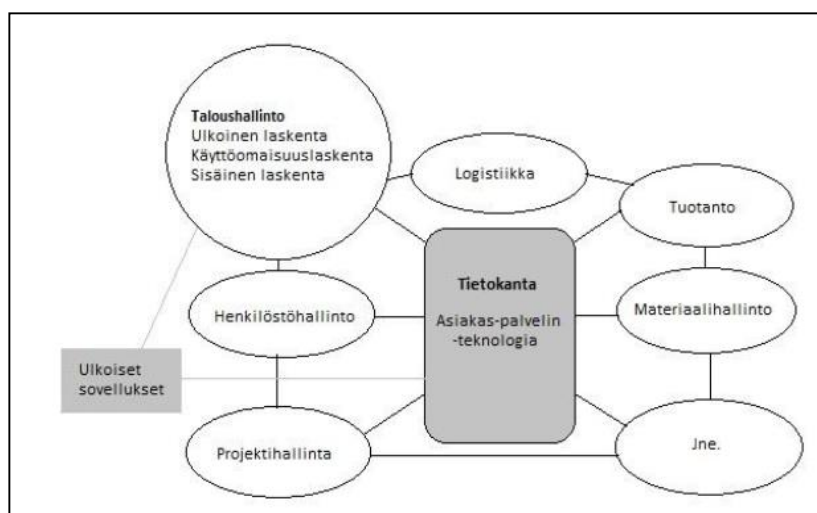 Taloushallinto
Ulkoinen laskenta
Käyttöomaisuuslaskenta
Sisäinen laskenta
Logistiikka
Tuotanto
Tietokanta
Asiakas-palvelin
-teknologia
Henkilöstöhallinto
Materiaalihallinto
Ulkoiset
sovellukset
Projektihallinta
Jne.